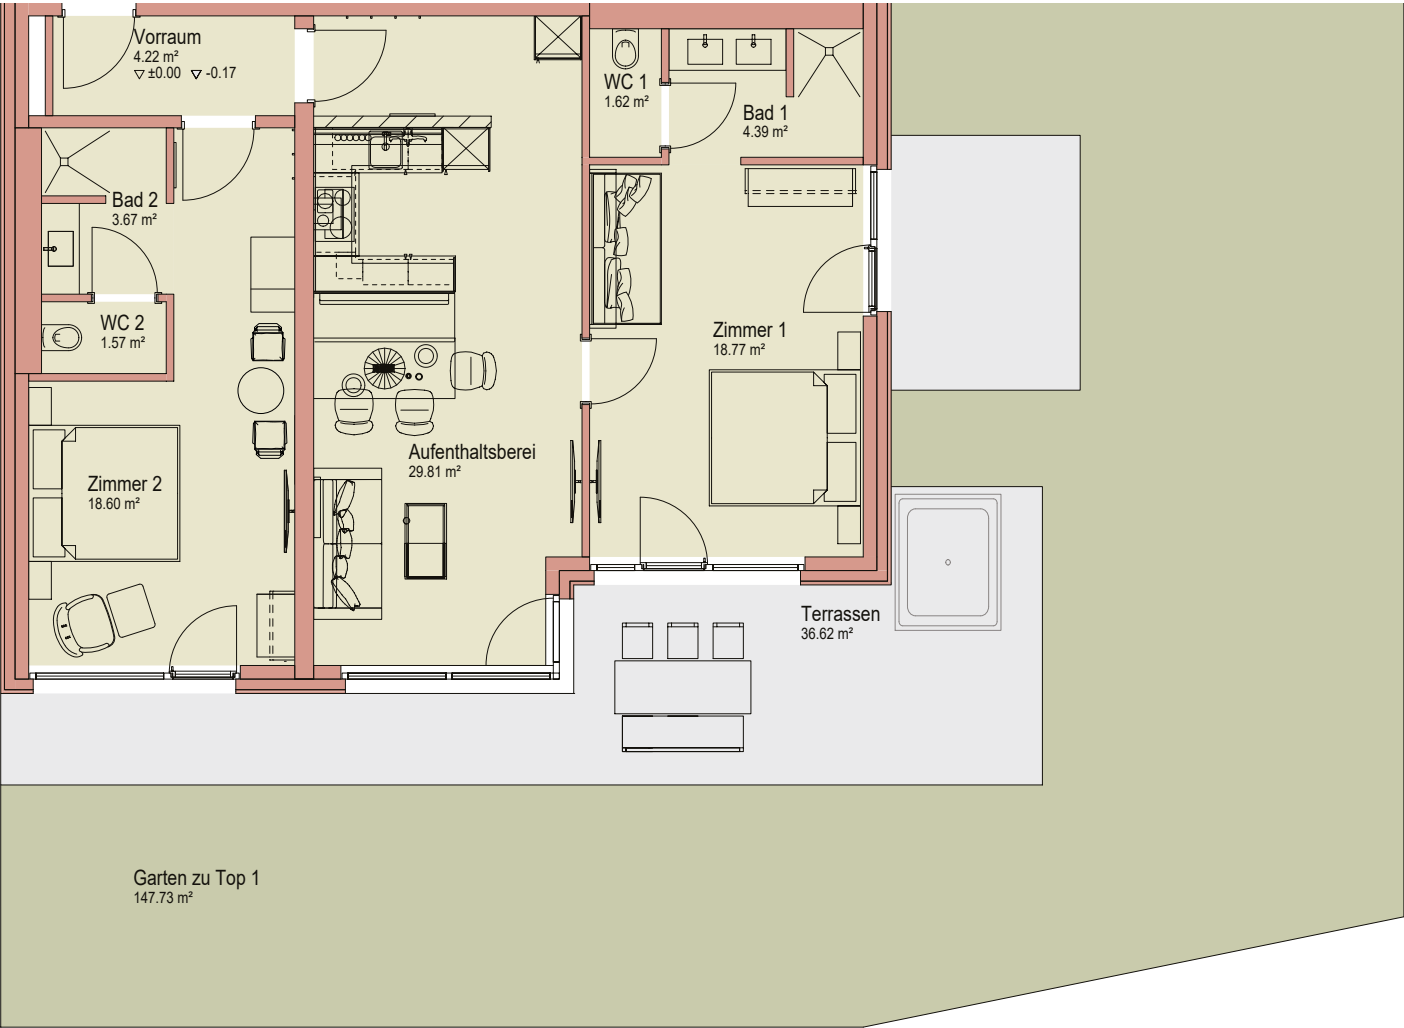 Vorraum
4.22 m²
▽ ±0.00 ▽ -0.17
WC 1
1.62 m²
Bad 1
4.39 m²
Bad 2
3.67 m²
WC 2
1.57 m²
Zimmer 1
18.77 m²
Aufenthaltsberei
29.81 m²
Zimmer 2
18.60 m²
Terrassen
36.62 m²
Garten zu Top 1
147.73 m²